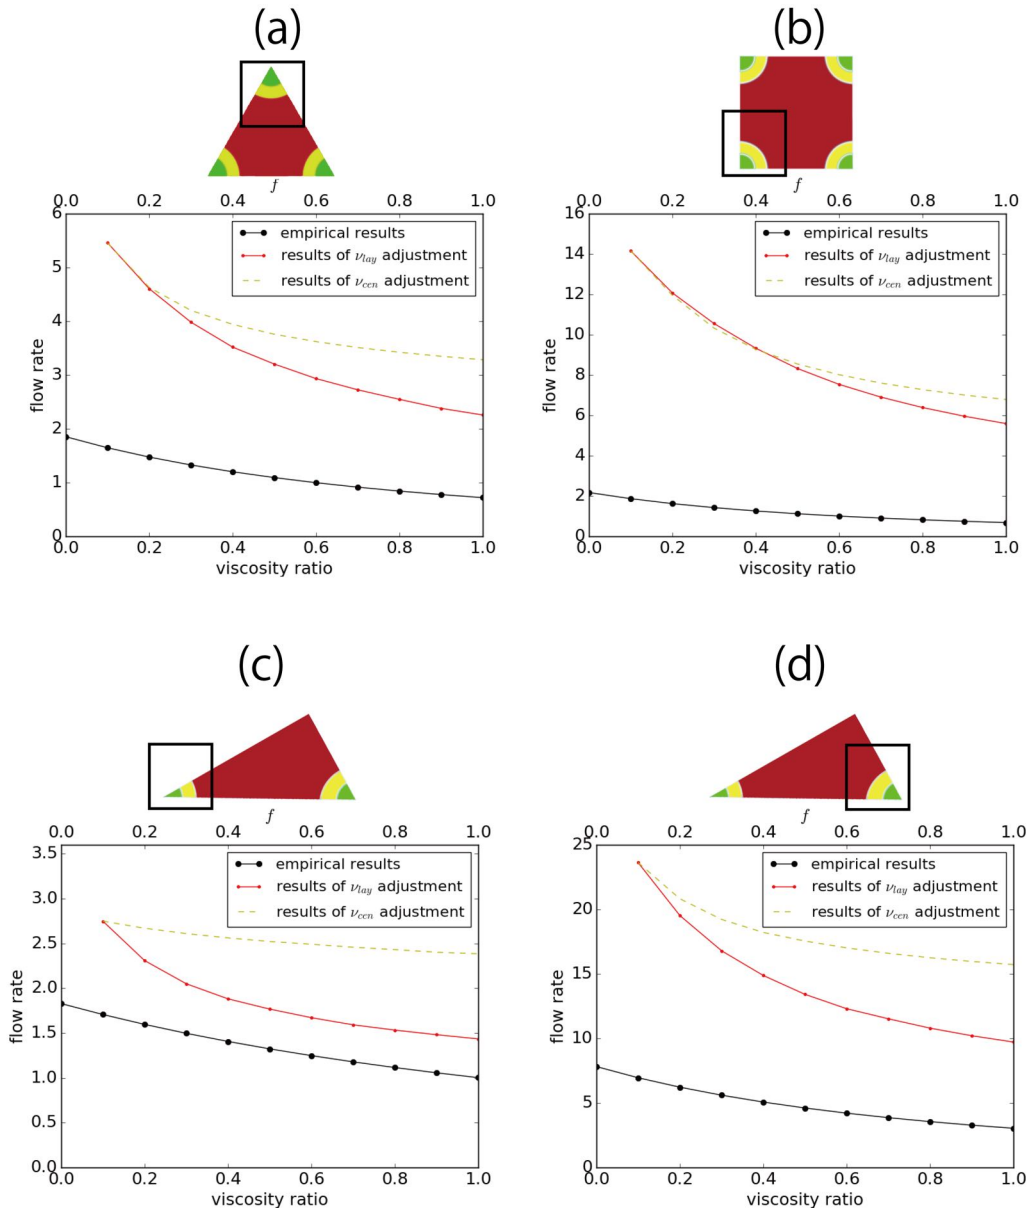 (a)
f
0.0 0.2 0.4 0.6 0.8 1.0
6
5
4
3
2
1
0
flow rate
empirical results
results of νlay adjustment
results of νcen adjustment
0.0 0.2 0.4 0.6 0.8 1.0
viscosity ratio
(b)
f
0.0 0.2 0.4 0.6 0.8 1.0
16
14
12
10
8
6
4
2
0
flow rate
empirical results
results of νlay adjustment
results of νcen adjustment
0.0 0.2 0.4 0.6 0.8 1.0
viscosity ratio
(c)
f
0.0 0.2 0.4 0.6 0.8 1.0
3.5
3.0
2.5
2.0
1.5
1.0
0.5
0.0
flow rate
empirical results
results of νlay adjustment
results of νcen adjustment
0.0 0.2 0.4 0.6 0.8 1.0
viscosity ratio
(d)
f
0.0 0.2 0.4 0.6 0.8 1.0
25
20
15
10
5
0
flow rate
empirical results
results of νlay adjustment
results of νcen adjustment
0.0 0.2 0.4 0.6 0.8 1.0
viscosity ratio